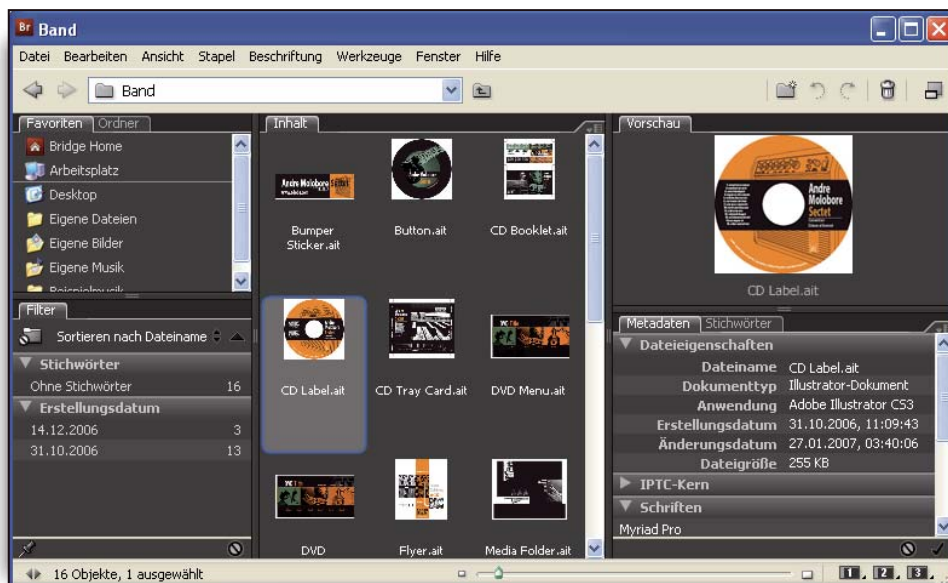 Br Band
Datei Bearbeiten Ansicht Stapel Beschriftung Werkzeuge Fenster Hilfe
Band
Favoriten Ordner
Bridge Home
Arbeitsplatz
Desktop
Eigene Dateien
Eigene Bilder
Eigene Musik
Beispielmusik
Filter
Sortieren nach Dateiname
Stichwörter
Ohne Stichwörter 16
Erstellungsdatum
14.12.2006 3
31.10.2006 13
Inhalt
Andre Molobore Sectet
Bumper Sticker.ait
Button.ait
CD Booklet.ait
CD Label.ait
CD Tray Card.ait
DVD Menu.ait
DVD
Flyer.ait
Media Folder.ait
Vorschau
Andre
Molobore
Sectet
CD Label.ait
Metadaten Stichwörter
Dateieigenschaften
Dateiname CD Label.ait
Dokumenttyp Illustrator-Dokument
Anwendung Adobe Illustrator CS3
Erstellungsdatum 31.10.2006, 11:09:43
Änderungsdatum 27.01.2007, 03:40:06
Dateigröße 255 KB
IPTC-Kern
Schriften
Myriad Pro
16 Objekte, 1 ausgewählt
1 2 3